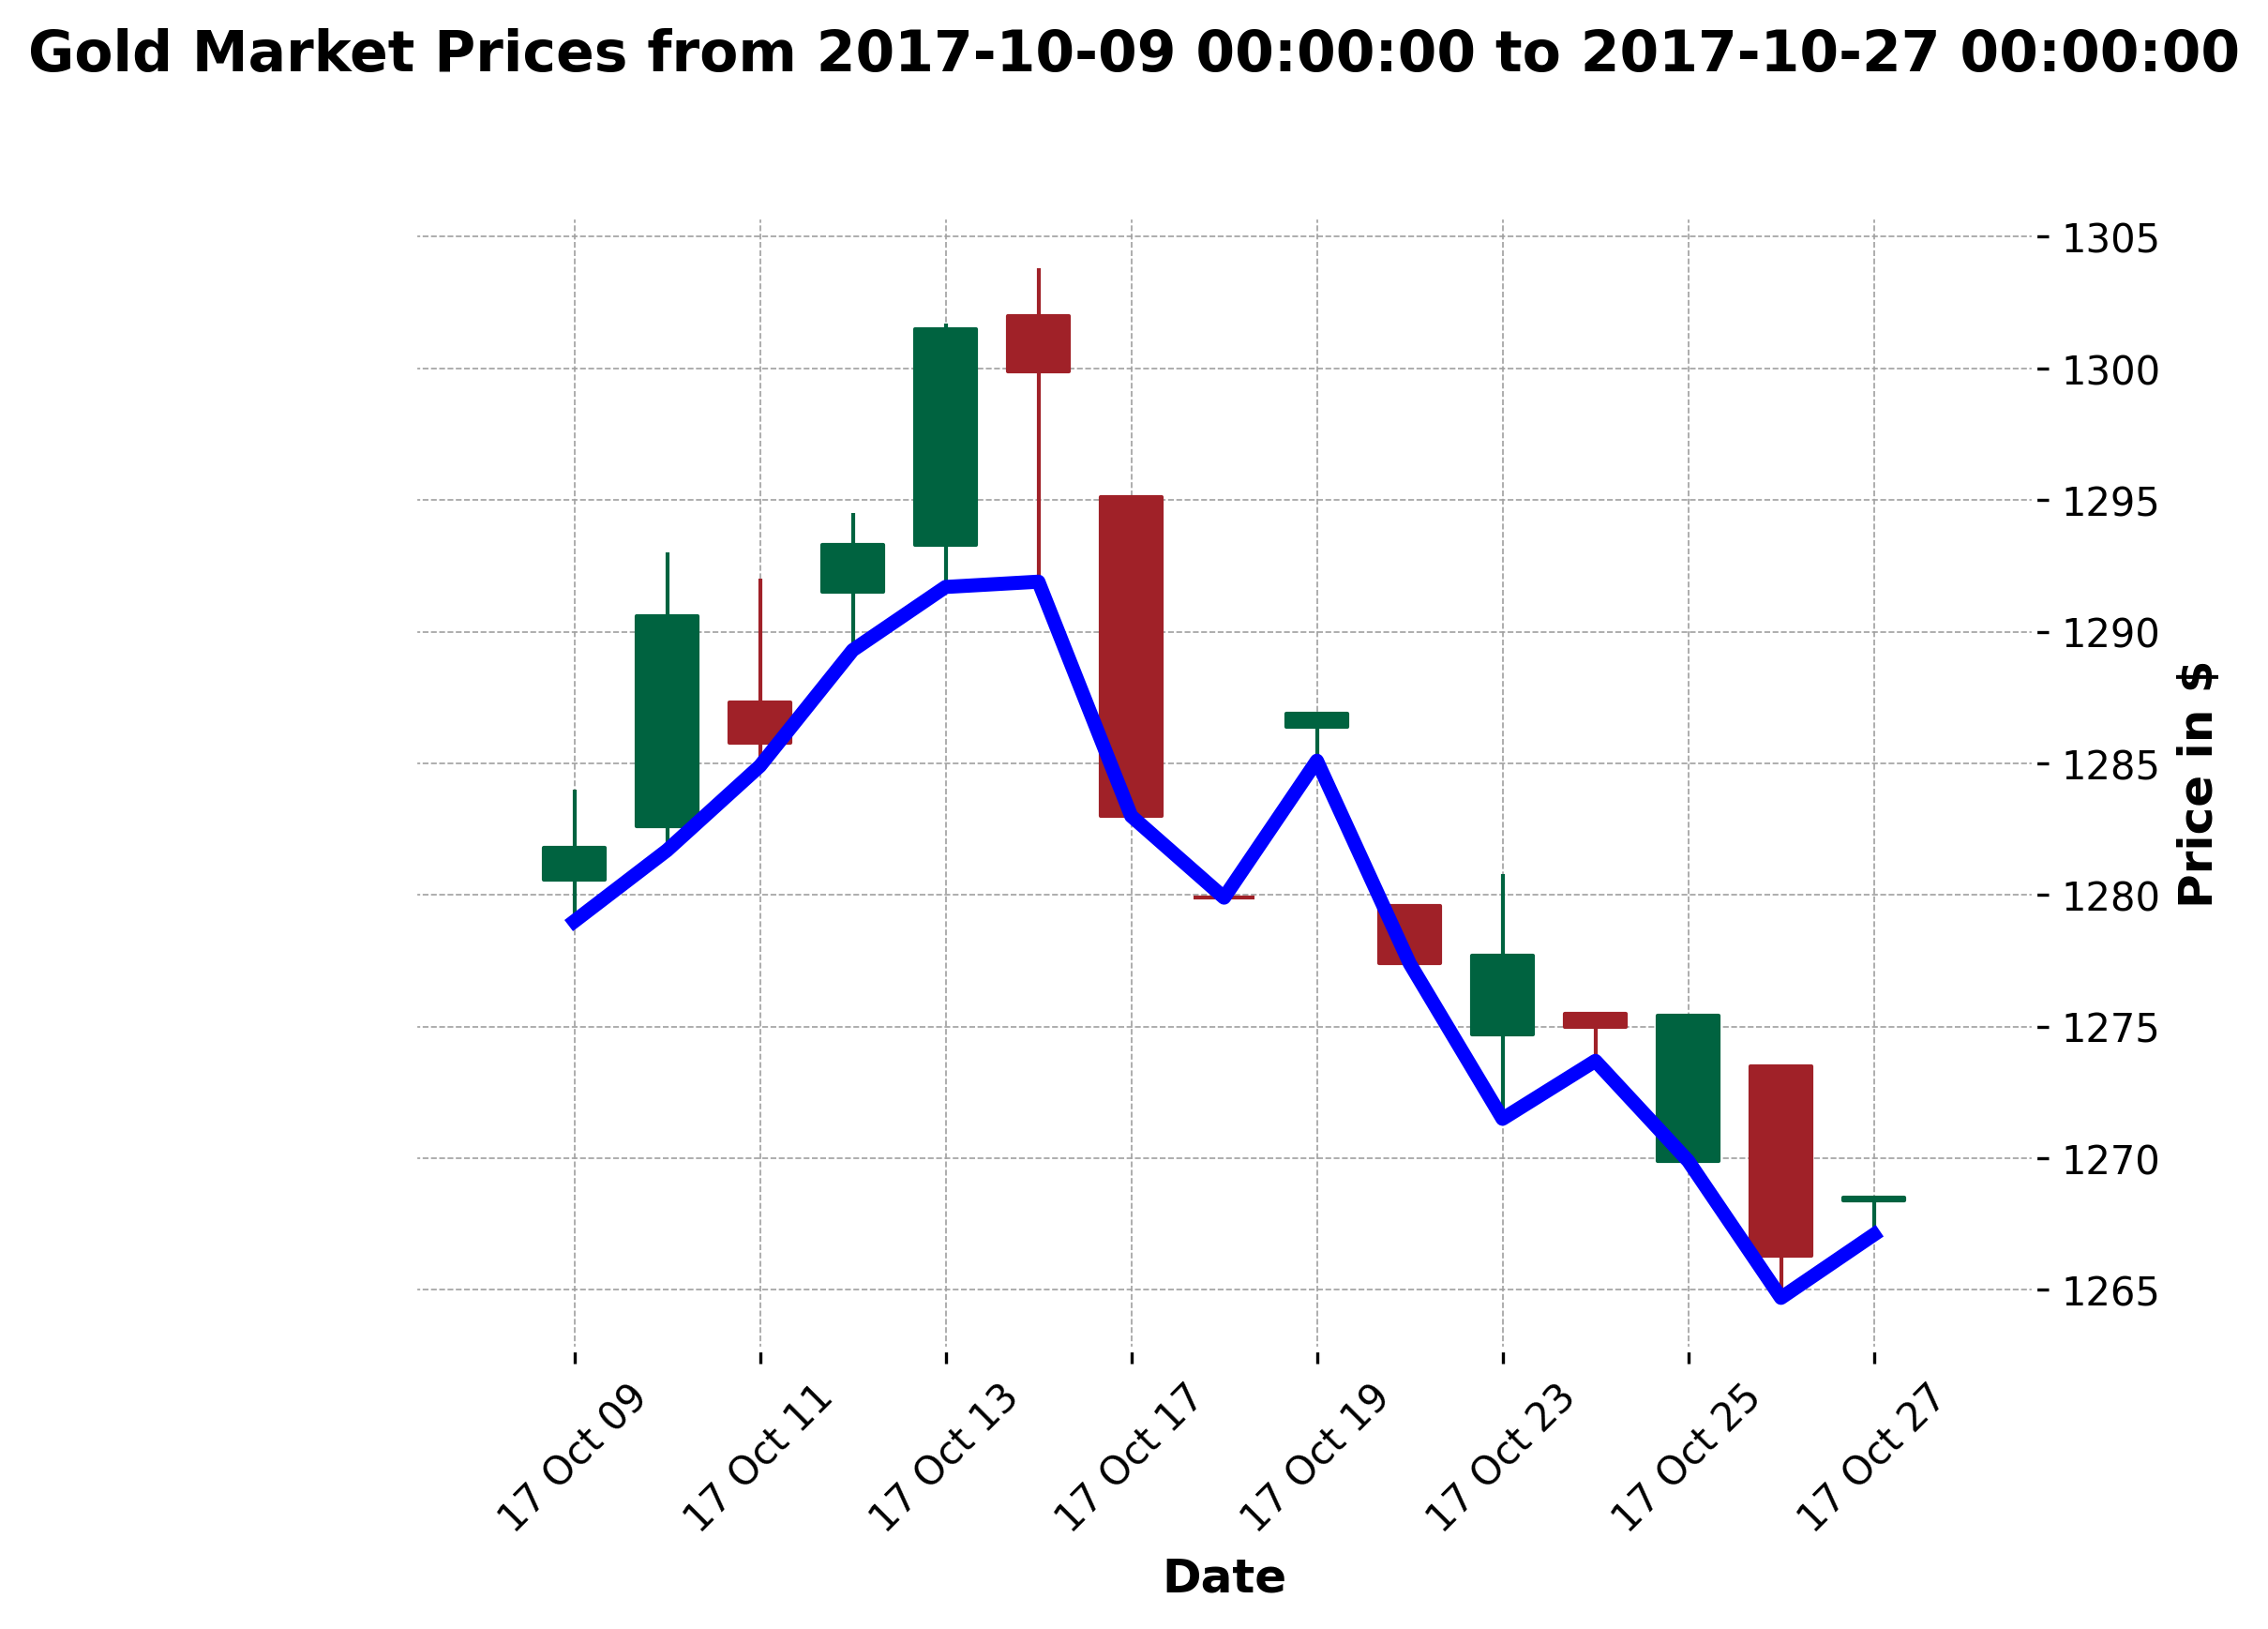 Gold Market Prices from 2017-10-09 00:00:00 to 2017-10-27 00:00:00
1305
1300
1295
1290
1285
1280
1275
1270
1265
Price in $
17 Oct 09
17 Oct 11
17 Oct 13
17 Oct 17
17 Oct 19
17 Oct 23
17 Oct 25
17 Oct 27
Date